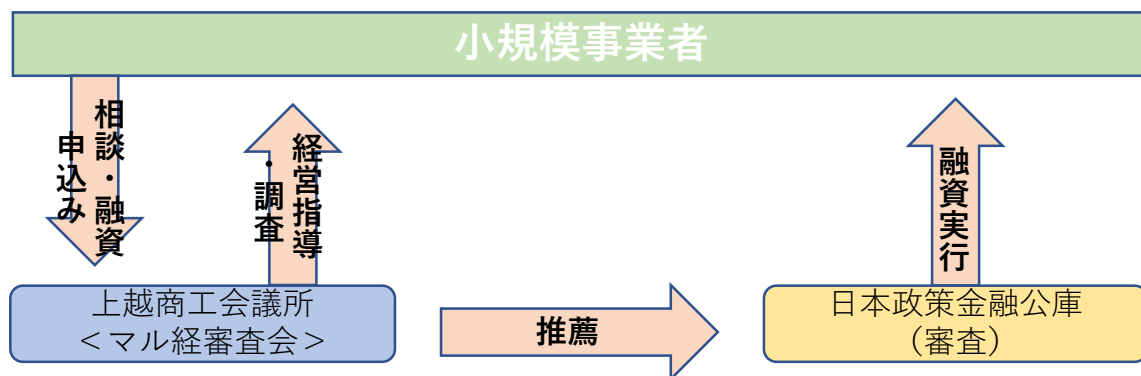 小規模事業者
相談・融資
申込み
経営指導
・調査
融資実行
上越商工会議所
＜マル経審査会＞
推薦
日本政策金融公庫
（審査）